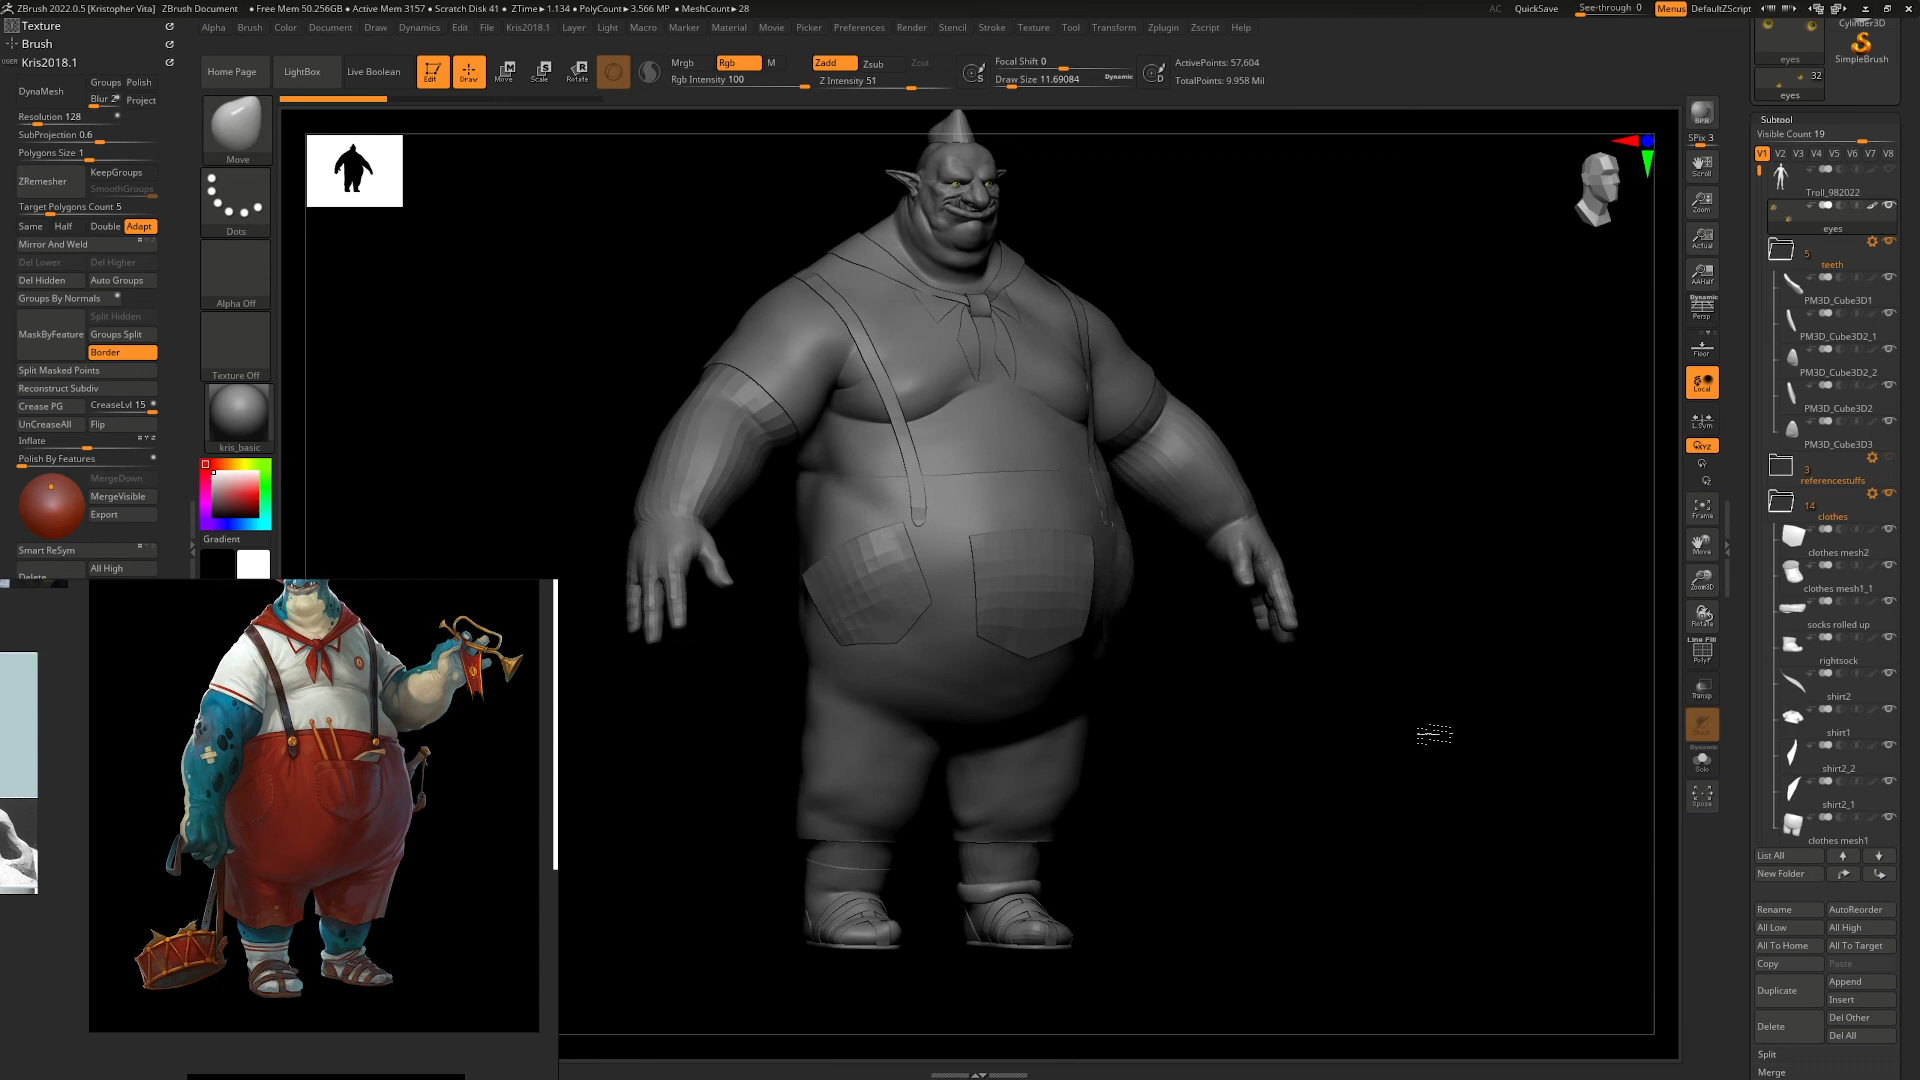 ZBrush 2022.0.5 [Kristopher Vita]   ZBrush Document   • Free Mem 50.256GB • Active Mem 3157 • Scratch Disk 41 •  ZTime▸1.134 • PolyCount▸3.566 MP  • MeshCount▸28
AC QuickSave See-through 0 Menus DefaultZScript
Alpha Brush Color Document Draw Dynamics Edit File Kris2018.1 Layer Light Macro Marker Material Movie Picker Preferences Render Stencil Stroke Texture Tool Transform Zplugin Zscript Help
Texture
Brush
Kris2018.1
DynaMesh
Groups Polish
Blur 2
Project
Resolution 128
SubProjection 0.6
Polygons Size 1
ZRemesher
KeepGroups
SmoothGroups
Target Polygons Count 5
Same Half Double Adapt
Mirror And Weld
Del Lower Del Higher
Del Hidden Auto Groups
Groups By Normals
Split Hidden
MaskByFeature Groups Split
Border
Split Masked Points
Reconstruct Subdiv
Crease PG CreaseLvl 15
UnCreaseAll Flip
Inflate
Polish By Features
MergeDown
MergeVisible
Export
Smart ReSym
All High
Delete
Home Page LightBox Live Boolean
Edit Draw Move Scale Rotate
Mrgb Rgb M
Rgb Intensity 100
Zadd Zsub Zcut
Z Intensity 51
Focal Shift 0
Draw Size 11.69084 Dynamic
ActivePoints: 57,604
TotalPoints: 9.958 Mil
Move
Dots
Alpha Off
Texture Off
kris_basic
Gradient
BPR
SPix 3
Scroll
Zoom
Actual
AAHalf
Dynamic
Persp
Floor
Local
L.Sym
XYZ
Frame
Move
Zoom3D
Rotate
Line Fill
PolyF
Transp
Dynamic
Solo
Xpose
Cylinder3D
eyes
SimpleBrush
32
eyes
Subtool
Visible Count 19
V1 V2 V3 V4 V5 V6 V7 V8
Troll_982022
eyes
5
teeth
PM3D_Cube3D1
PM3D_Cube3D2_1
PM3D_Cube3D2_2
PM3D_Cube3D2
PM3D_Cube3D3
3
referencestuffs
14
clothes
clothes mesh2
clothes mesh1_1
socks rolled up
rightsock
shirt2
shirt1
shirt2_2
shirt2_1
clothes mesh1
List All
New Folder
Rename AutoReorder
All Low All High
All To Home All To Target
Copy Paste
Duplicate Append
Insert
Delete Del Other
Del All
Split
Merge